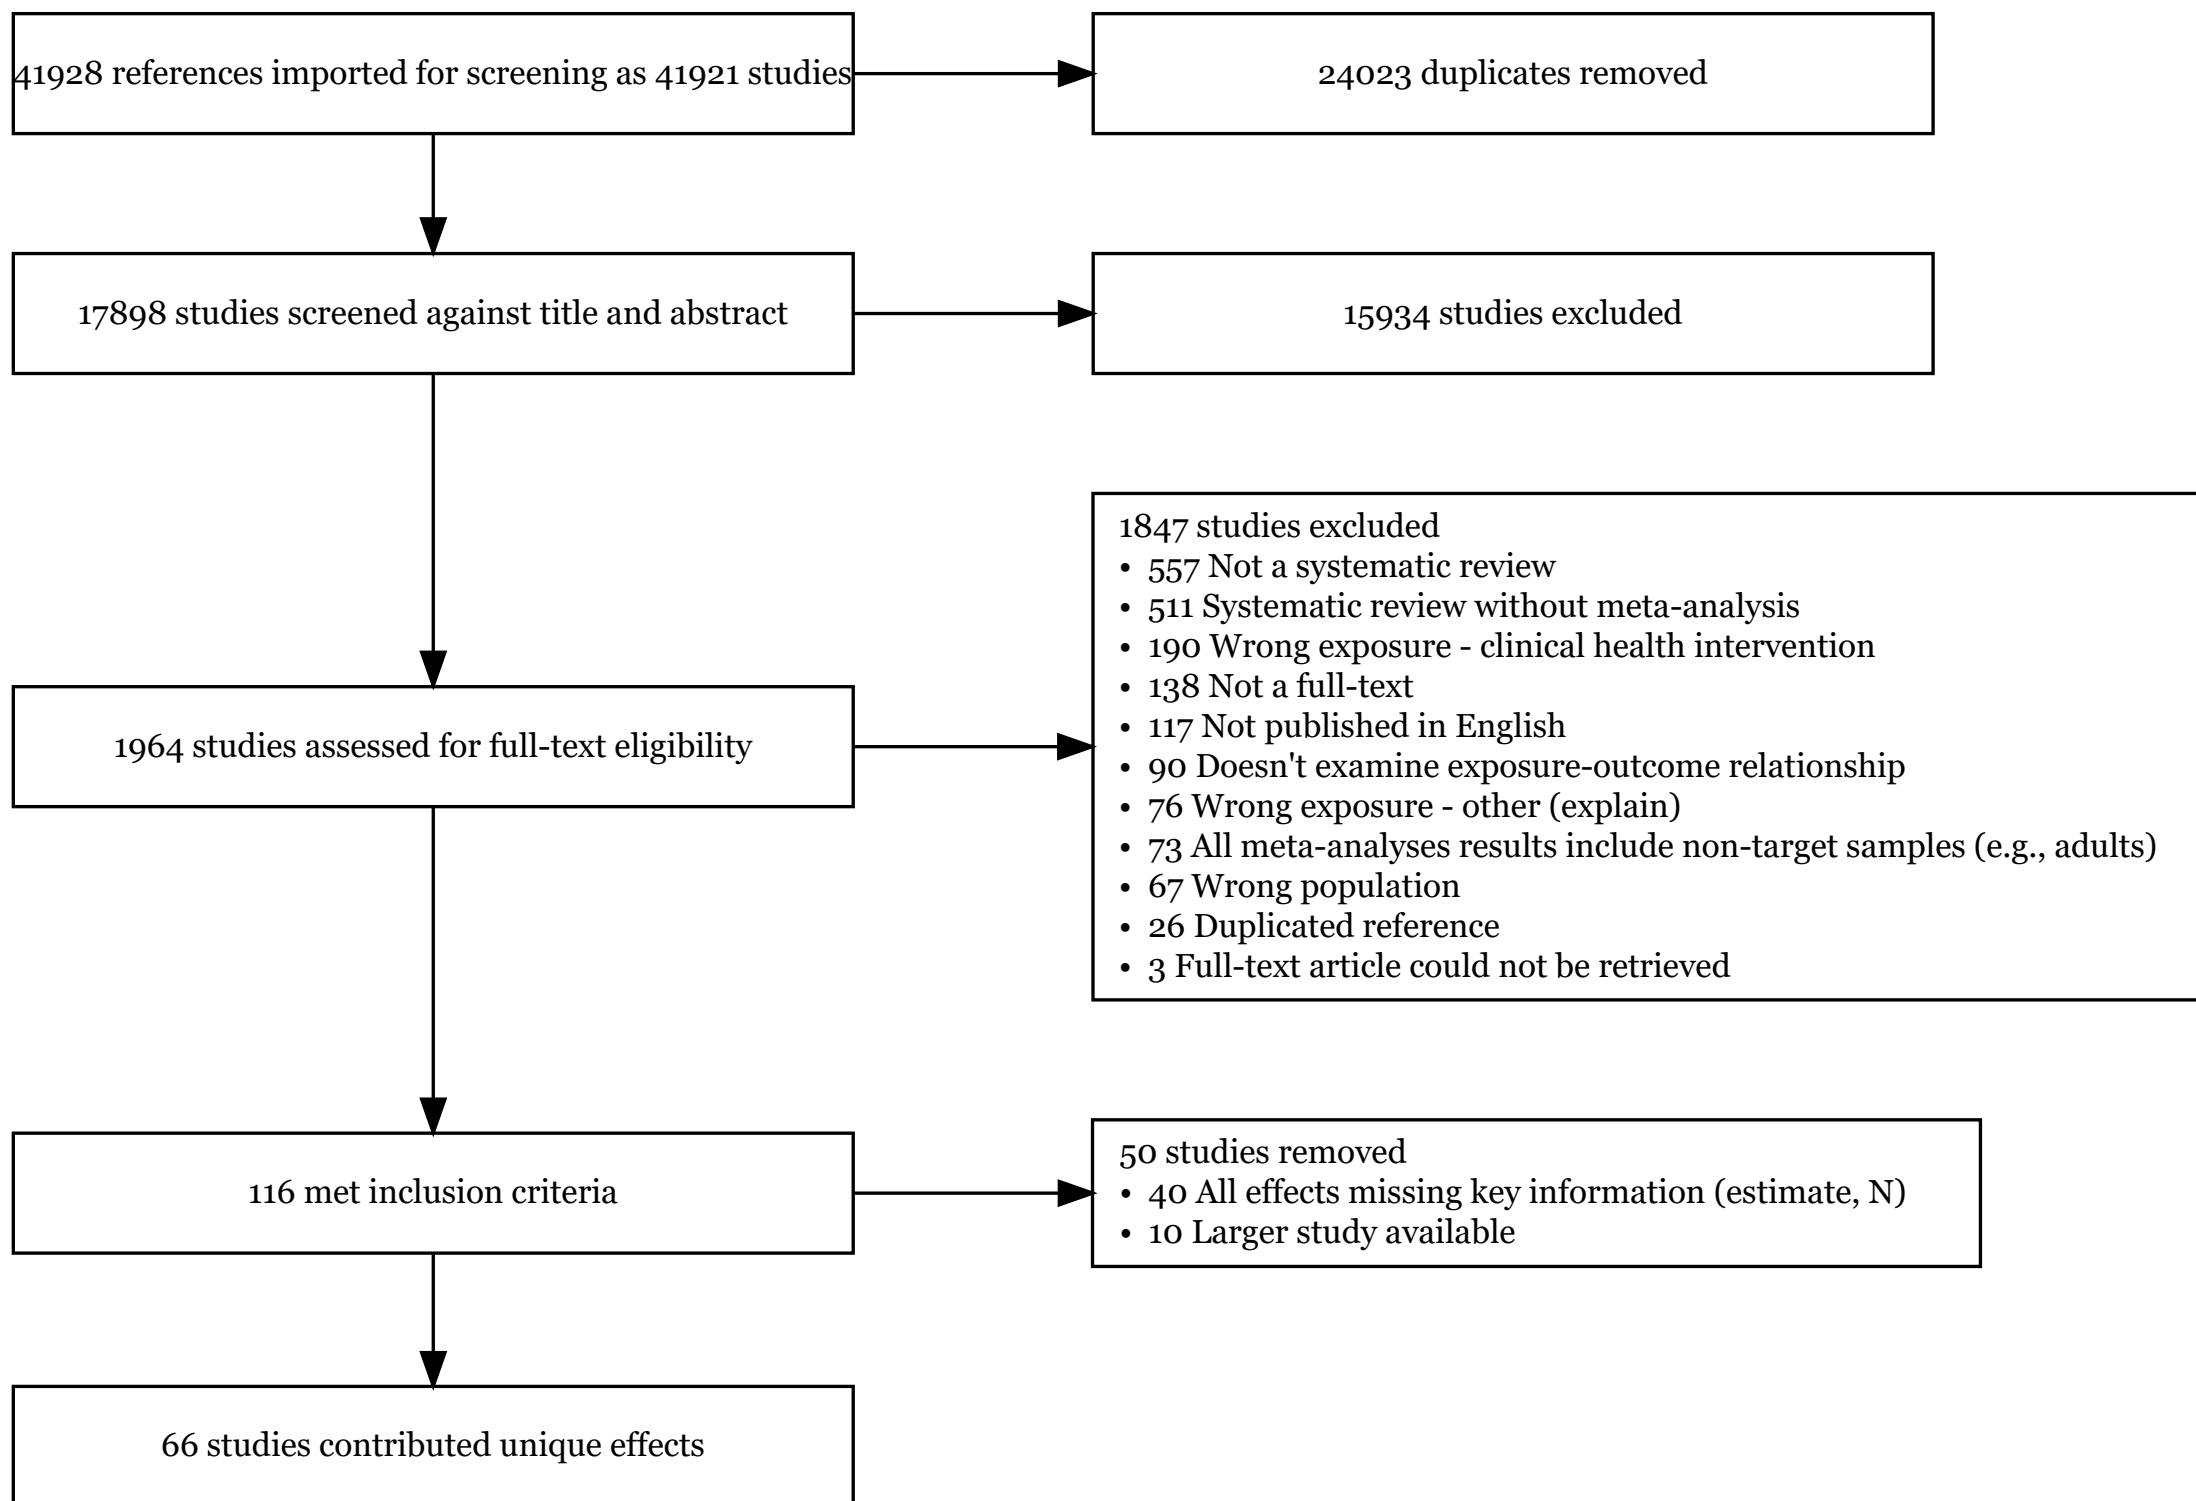 41928 references imported for screening as 41921 studies
24023 duplicates removed
17898 studies screened against title and abstract
15934 studies excluded
1847 studies excluded
• 557 Not a systematic review
• 511 Systematic review without meta-analysis
• 190 Wrong exposure - clinical health intervention
• 138 Not a full-text
• 117 Not published in English
• 90 Doesn't examine exposure-outcome relationship
• 76 Wrong exposure - other (explain)
• 73 All meta-analyses results include non-target samples (e.g., adults)
• 67 Wrong population
• 26 Duplicated reference
• 3 Full-text article could not be retrieved
1964 studies assessed for full-text eligibility
116 met inclusion criteria
50 studies removed
• 40 All effects missing key information (estimate, N)
• 10 Larger study available
66 studies contributed unique effects